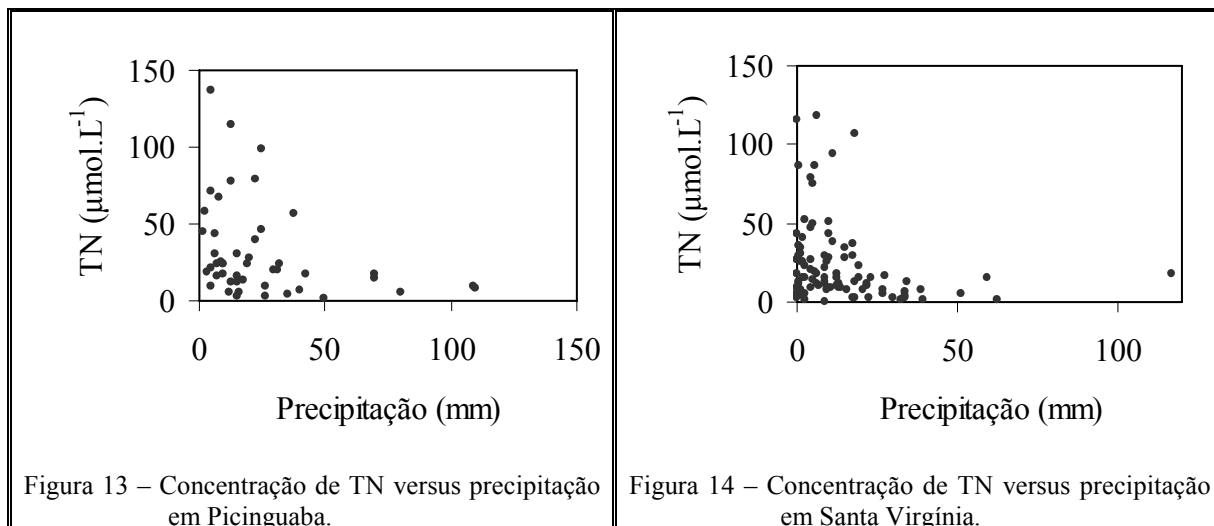 150
100
50
0
TN (µmol.L-1)
0 50 100 150
Precipitação (mm)
Figura 13 – Concentração de TN versus precipitação
em Picinguaba.
150
100
50
0
TN (µmol.L-1)
0 50 100
Precipitação (mm)
Figura 14 – Concentração de TN versus precipitação
em Santa Virgínia.